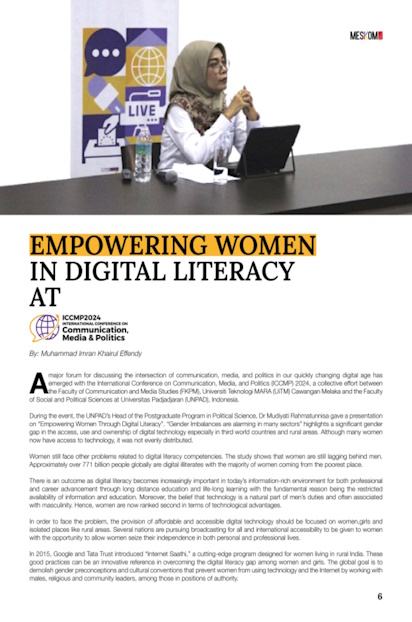 MESKOM
LIVE
EMPOWERING WOMEN
IN DIGITAL LITERACY
AT
ICCMP2024
INTERNATIONAL CONFERENCE ON
Communication,
Media & Politics
By: Muhammad Imran Khairul Effendy
A major forum for discussing the intersection of communication, media, and politics in our quickly changing digital age has
emerged with the International Conference on Communication, Media, and Politics (ICCMP) 2024, a collective effort between
the Faculty of Communication and Media Studies (FKPM), Universiti Teknologi MARA (UiTM) Cawangan Melaka and the Faculty
of Social and Political Sciences at Universitas Padjadjaran (UNPAD), Indonesia.
During the event, the UNPAD's Head of the Postgraduate Program in Political Science, Dr Mudiyati Rahmatunnisa gave a presentation
on "Empowering Women Through Digital Literacy". "Gender Imbalances are alarming in many sectors" highlights a significant gender
gap in the access, use and ownership of digital technology especially in third world countries and rural areas. Although many women
now have access to technology, it was not evenly distributed.
Women still face other problems related to digital literacy competencies. The study shows that women are still lagging behind men.
Approximately over 771 billion people globally are digital illiterates with the majority of women coming from the poorest place.
There is an outcome as digital literacy becomes increasingly important in today's information-rich environment for both professional
and career advancement through long distance education and life-long learning with the fundamental reason being the restricted
availability of information and education. Moreover, the belief that technology is a natural part of men's duties and often associated
with masculinity. Hence, women are now ranked second in terms of technological advantages.
In order to face the problem, the provision of affordable and accessible digital technology should be focused on women,girls and
isolated places like rural areas. Several nations are pursuing broadcasting for all and international accessibility to be given to women
with the opportunity to allow women seize their independence in both personal and professional lives.
In 2015, Google and Tata Trust introduced "Internet Saathi," a cutting-edge program designed for women living in rural India. These
good practices can be an innovative reference in overcoming the digital literacy gap among women and girls. The global goal is to
demolish gender preconceptions and cultural conventions that prevent women from using technology and the Internet by working with
males, religious and community leaders, among those in positions of authority.
6